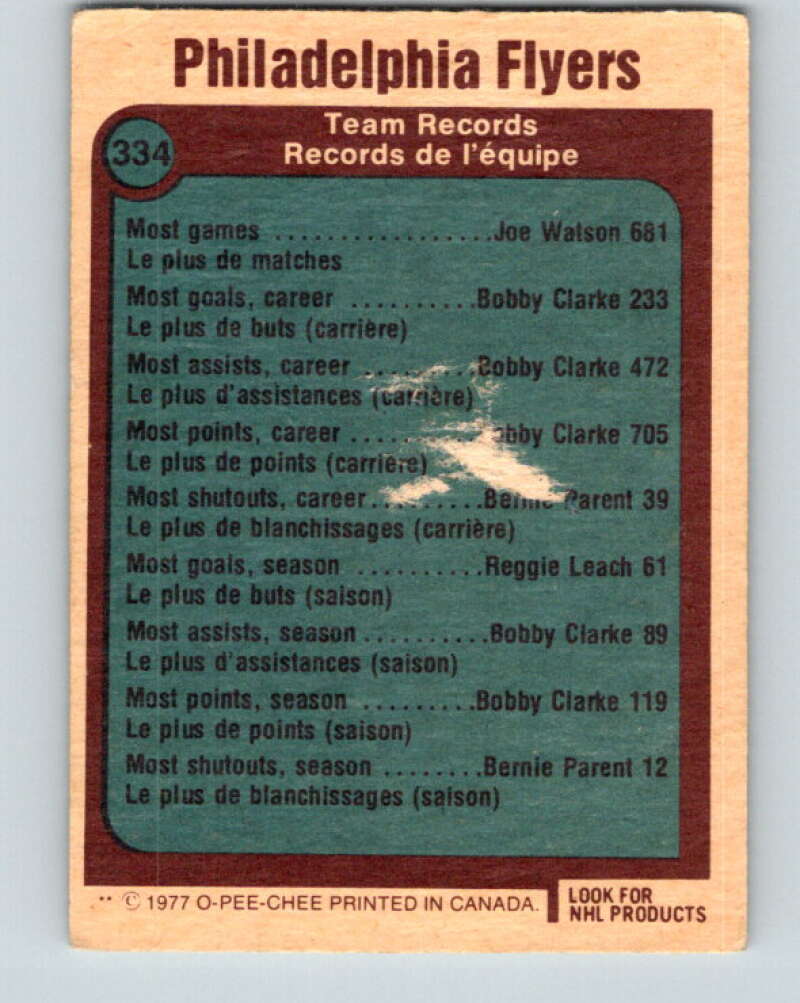 Philadelphia Flyers
334
Team Records
Records de l'équipe
Most games ..................Joe Watson 681
Le plus de matches
Most goals, career ..........Bobby Clarke 233
Le plus de buts (carrière)
Most assists, career ..........Bobby Clarke 472
Le plus d'assistances (carrière)
Most points, career ..... Clarke 705
Le plus de points (carrière)
Most shutouts, career..........Bernie Parent 39
Le plus de blanchissages (carrière)
Most goals, season ..........Reggie Leach 61
Le plus de buts (saison)
Most assists, season ..........Bobby Clarke 89
Le plus d'assistances (saison)
Most points, season .........Bobby Clarke 119
Le plus de points (saison)
Most shutouts, season ........Bernie Parent 12
Le plus de blanchissages (saison)
** © 1977 O-PEE-CHEE PRINTED IN CANADA.
LOOK FOR
NHL PRODUCTS